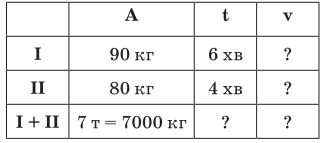 A t v
I 90 кг 6 хв ?
II 80 кг 4 хв ?
I + II 7 т = 7000 кг ? ?